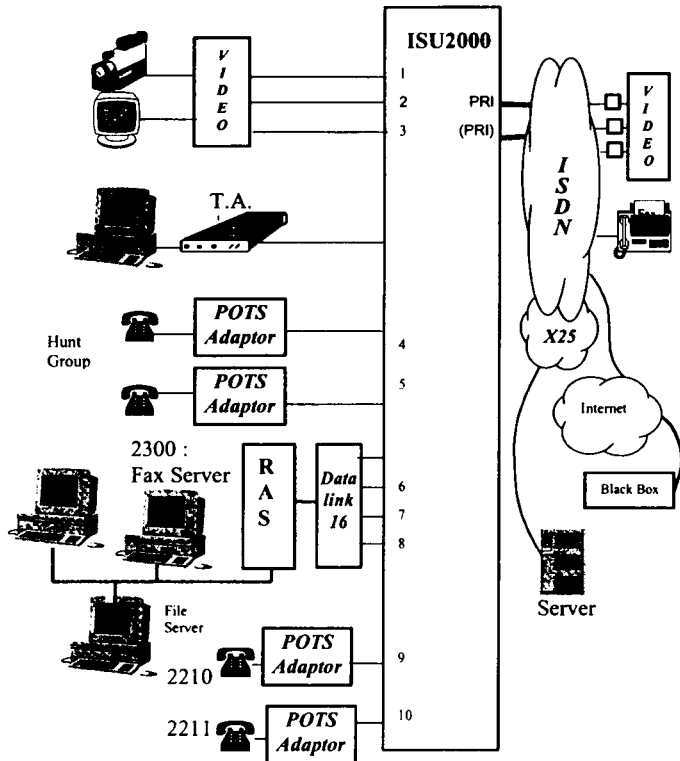 ISU2000
V
I
D
E
O
1
2
3
PRI
(PRI)
V
I
D
E
O
I
S
D
N
T.A.
Hunt
Group
POTS
Adaptor
4
POTS
Adaptor
5
X25
Internet
Black Box
Server
2300 :
Fax Server
R
A
S
Data
link
16
6
7
8
File
Server
2210
POTS
Adaptor
9
2211
POTS
Adaptor
10